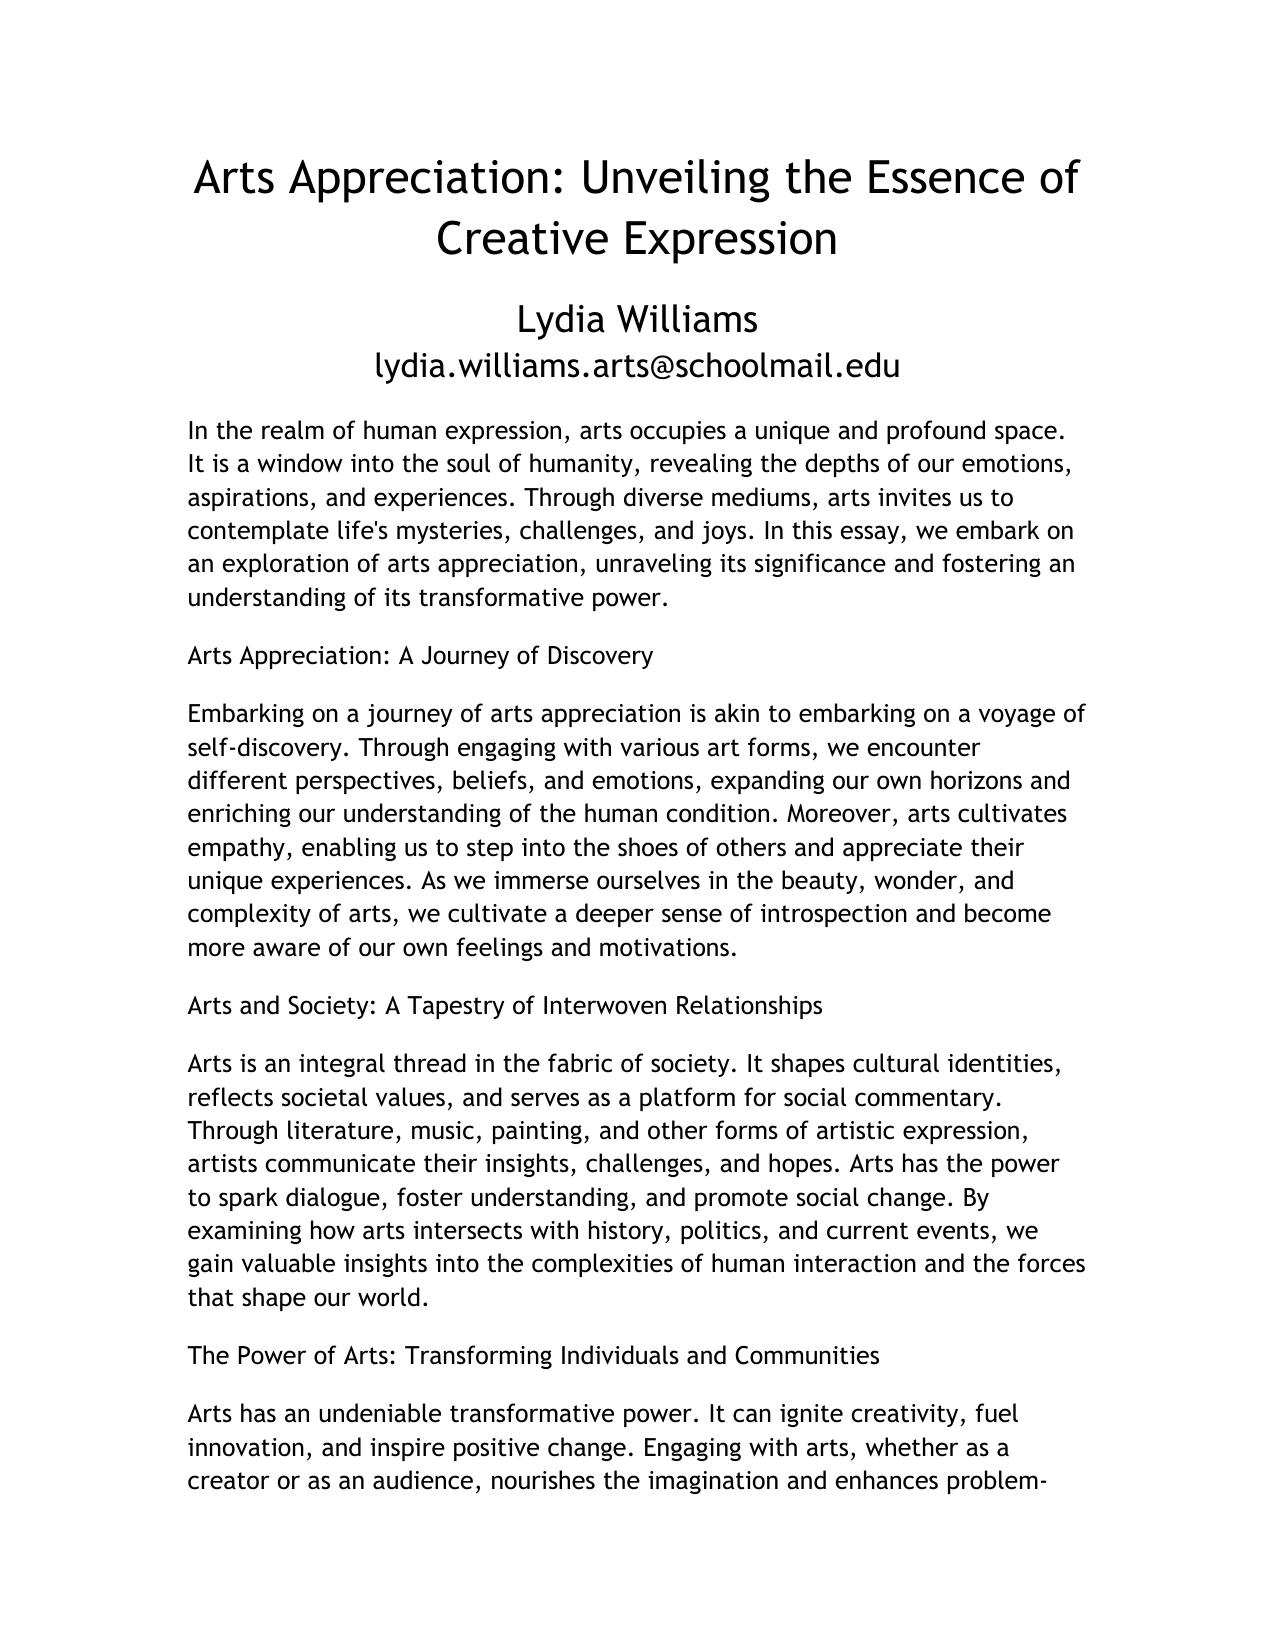 Arts Appreciation: Unveiling the Essence of
Creative Expression
Lydia Williams
lydia.williams.arts@schoolmail.edu
In the realm of human expression, arts occupies a unique and profound space.
It is a window into the soul of humanity, revealing the depths of our emotions,
aspirations, and experiences. Through diverse mediums, arts invites us to
contemplate life's mysteries, challenges, and joys. In this essay, we embark on
an exploration of arts appreciation, unraveling its significance and fostering an
understanding of its transformative power.
Arts Appreciation: A Journey of Discovery
Embarking on a journey of arts appreciation is akin to embarking on a voyage of
self-discovery. Through engaging with various art forms, we encounter
different perspectives, beliefs, and emotions, expanding our own horizons and
enriching our understanding of the human condition. Moreover, arts cultivates
empathy, enabling us to step into the shoes of others and appreciate their
unique experiences. As we immerse ourselves in the beauty, wonder, and
complexity of arts, we cultivate a deeper sense of introspection and become
more aware of our own feelings and motivations.
Arts and Society: A Tapestry of Interwoven Relationships
Arts is an integral thread in the fabric of society. It shapes cultural identities,
reflects societal values, and serves as a platform for social commentary.
Through literature, music, painting, and other forms of artistic expression,
artists communicate their insights, challenges, and hopes. Arts has the power
to spark dialogue, foster understanding, and promote social change. By
examining how arts intersects with history, politics, and current events, we
gain valuable insights into the complexities of human interaction and the forces
that shape our world.
The Power of Arts: Transforming Individuals and Communities
Arts has an undeniable transformative power. It can ignite creativity, fuel
innovation, and inspire positive change. Engaging with arts, whether as a
creator or as an audience, nourishes the imagination and enhances problem-